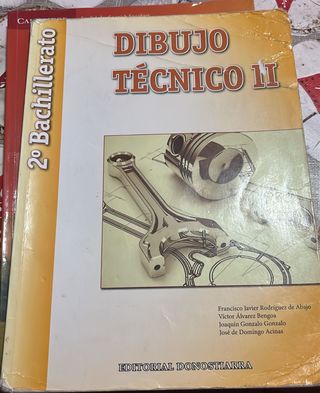 DIBUJO
TÉCNICO II
2º Bachillerato
Francisco Javier Rodríguez de Abajo
Víctor Álvarez Bengoa
Joaquín Gonzalo Gonzalo
José de Domingo Acinas
EDITORIAL DONOSTIARRA